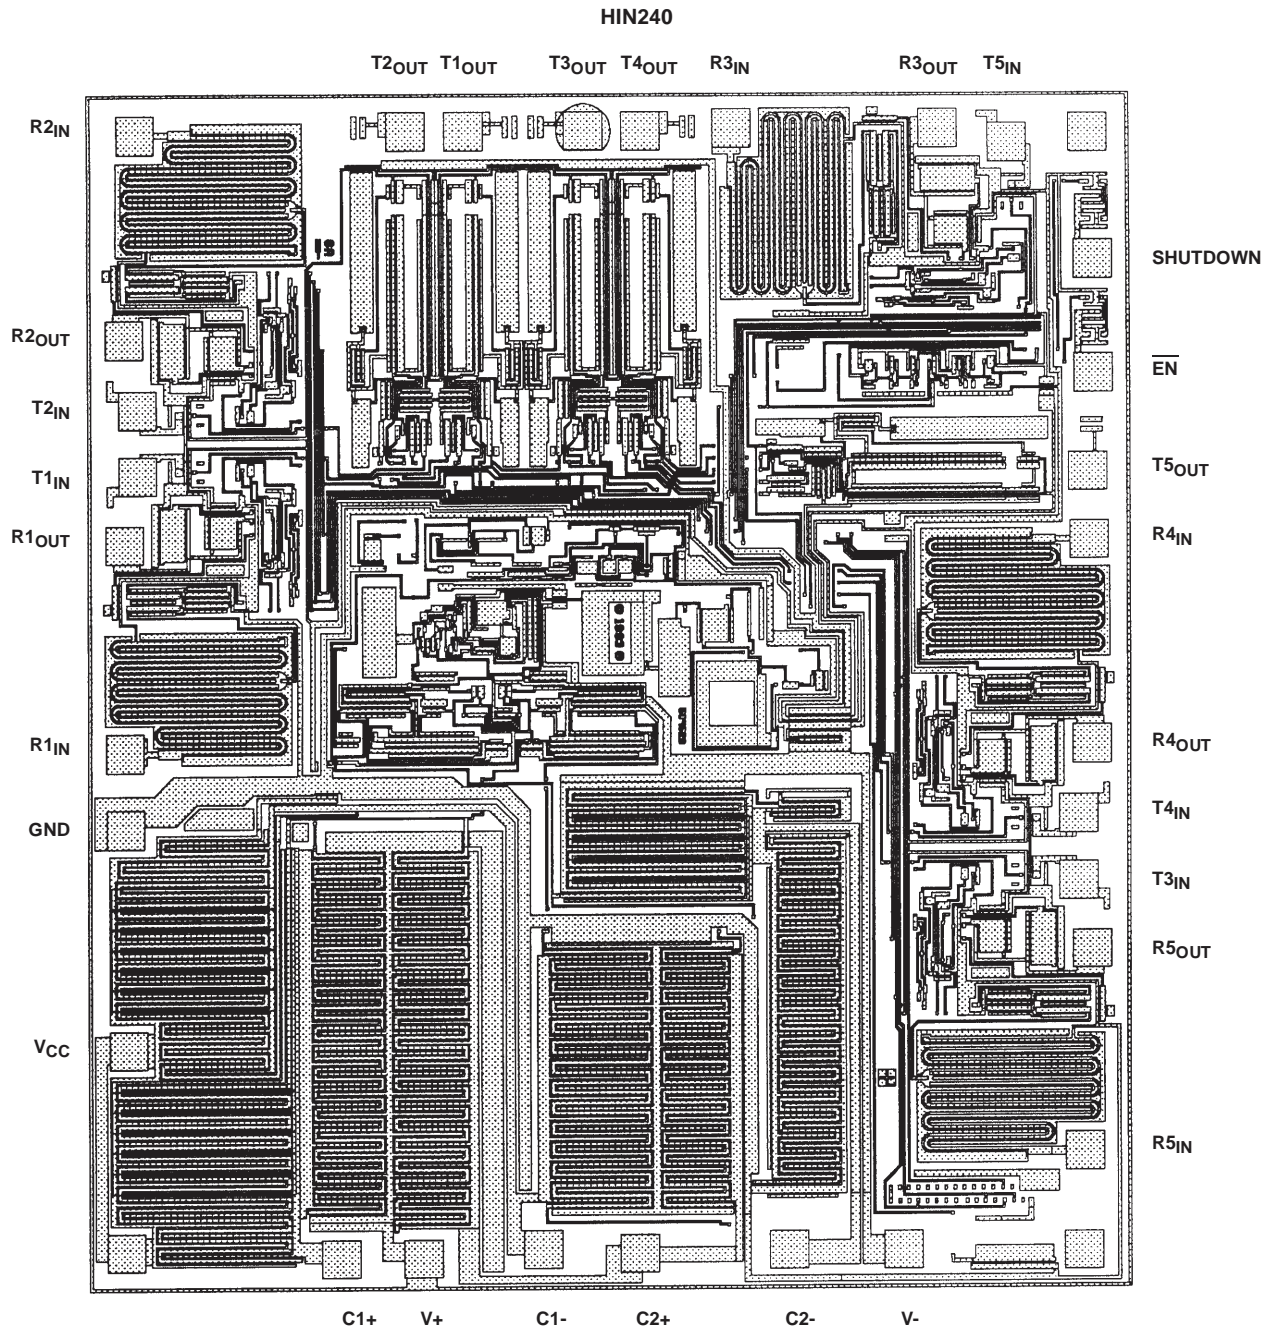 HIN240
T2OUT T1OUT T3OUT T4OUT R3IN R3OUT T5IN
R2IN
SHUTDOWN
R2OUT
EN
T2IN
T5OUT
T1IN
R4IN
R1OUT
© 1993 ©
R1IN
R4OUT
T4IN
GND
T3IN
R5OUT
VCC
R5IN
C1+ V+ C1- C2+ C2- V-